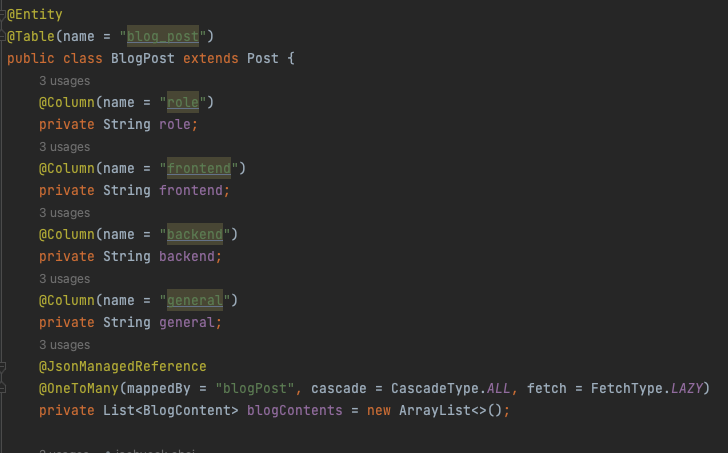 @Entity
@Table(name = "blog_post")
public class BlogPost extends Post {
3 usages
@Column(name = "role")
private String role;
3 usages
@Column(name = "frontend")
private String frontend;
3 usages
@Column(name = "backend")
private String backend;
3 usages
@Column(name = "general")
private String general;
3 usages
@JsonManagedReference
@OneToMany(mappedBy = "blogPost", cascade = CascadeType.ALL, fetch = FetchType.LAZY)
private List<BlogContent> blogContents = new ArrayList<>();